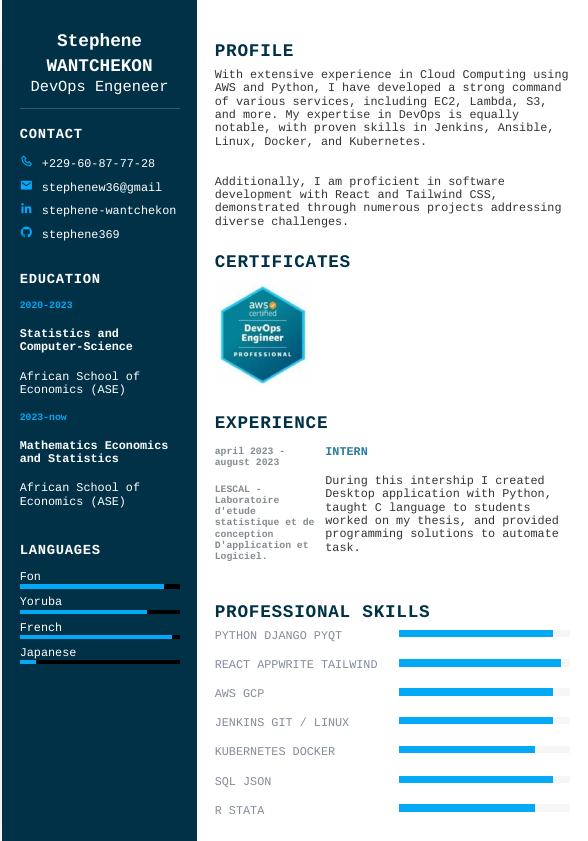 Stephene
WANTCHEKON
DevOps Engeneer
CONTACT
+229-60-87-77-28
stephenew36@gmail
stephene-wantchekon
stephene369
EDUCATION
2020-2023
Statistics and
Computer-Science
African School of
Economics (ASE)
2023-now
Mathematics Economics
and Statistics
African School of
Economics (ASE)
LANGUAGES
Fon
Yoruba
French
Japanese
PROFILE
With extensive experience in Cloud Computing using
AWS and Python, I have developed a strong command
of various services, including EC2, Lambda, S3,
and more. My expertise in DevOps is equally
notable, with proven skills in Jenkins, Ansible,
Linux, Docker, and Kubernetes.
Additionally, I am proficient in software
development with React and Tailwind CSS,
demonstrated through numerous projects addressing
diverse challenges.
CERTIFICATES
aws
certified
DevOps
Engineer
PROFESSIONAL
EXPERIENCE
april 2023 -
august 2023
LESCAL -
Laboratoire
d'etude
statistique et de
conception
D'application et
Logiciel.
INTERN
During this intership I created
Desktop application with Python,
taught C language to students
worked on my thesis, and provided
programming solutions to automate
task.
PROFESSIONAL SKILLS
PYTHON DJANGO PYQT
REACT APPWRITE TAILWIND
AWS GCP
JENKINS GIT / LINUX
KUBERNETES DOCKER
SQL JSON
R STATA